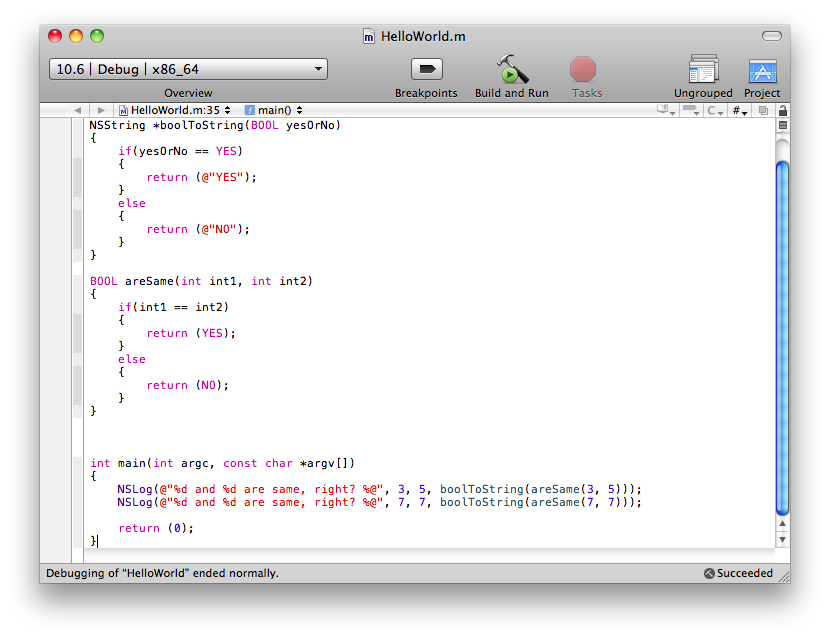 HelloWorld.m
10.6 | Debug | x86_64
Overview Breakpoints Build and Run Tasks Ungrouped Project
HelloWorld.m:35 main() C #
NSString *boolToString(BOOL yesOrNo)
{
    if(yesOrNo == YES)
    {
        return (@"YES");
    }
    else
    {
        return (@"NO");
    }
}
BOOL areSame(int int1, int int2)
{
    if(int1 == int2)
    {
        return (YES);
    }
    else
    {
        return (NO);
    }
}
int main(int argc, const char *argv[])
{
    NSLog(@"%d and %d are same, right? %@", 3, 5, boolToString(areSame(3, 5)));
    NSLog(@"%d and %d are same, right? %@", 7, 7, boolToString(areSame(7, 7)));
    return (0);
}
Debugging of “HelloWorld” ended normally. Succeeded